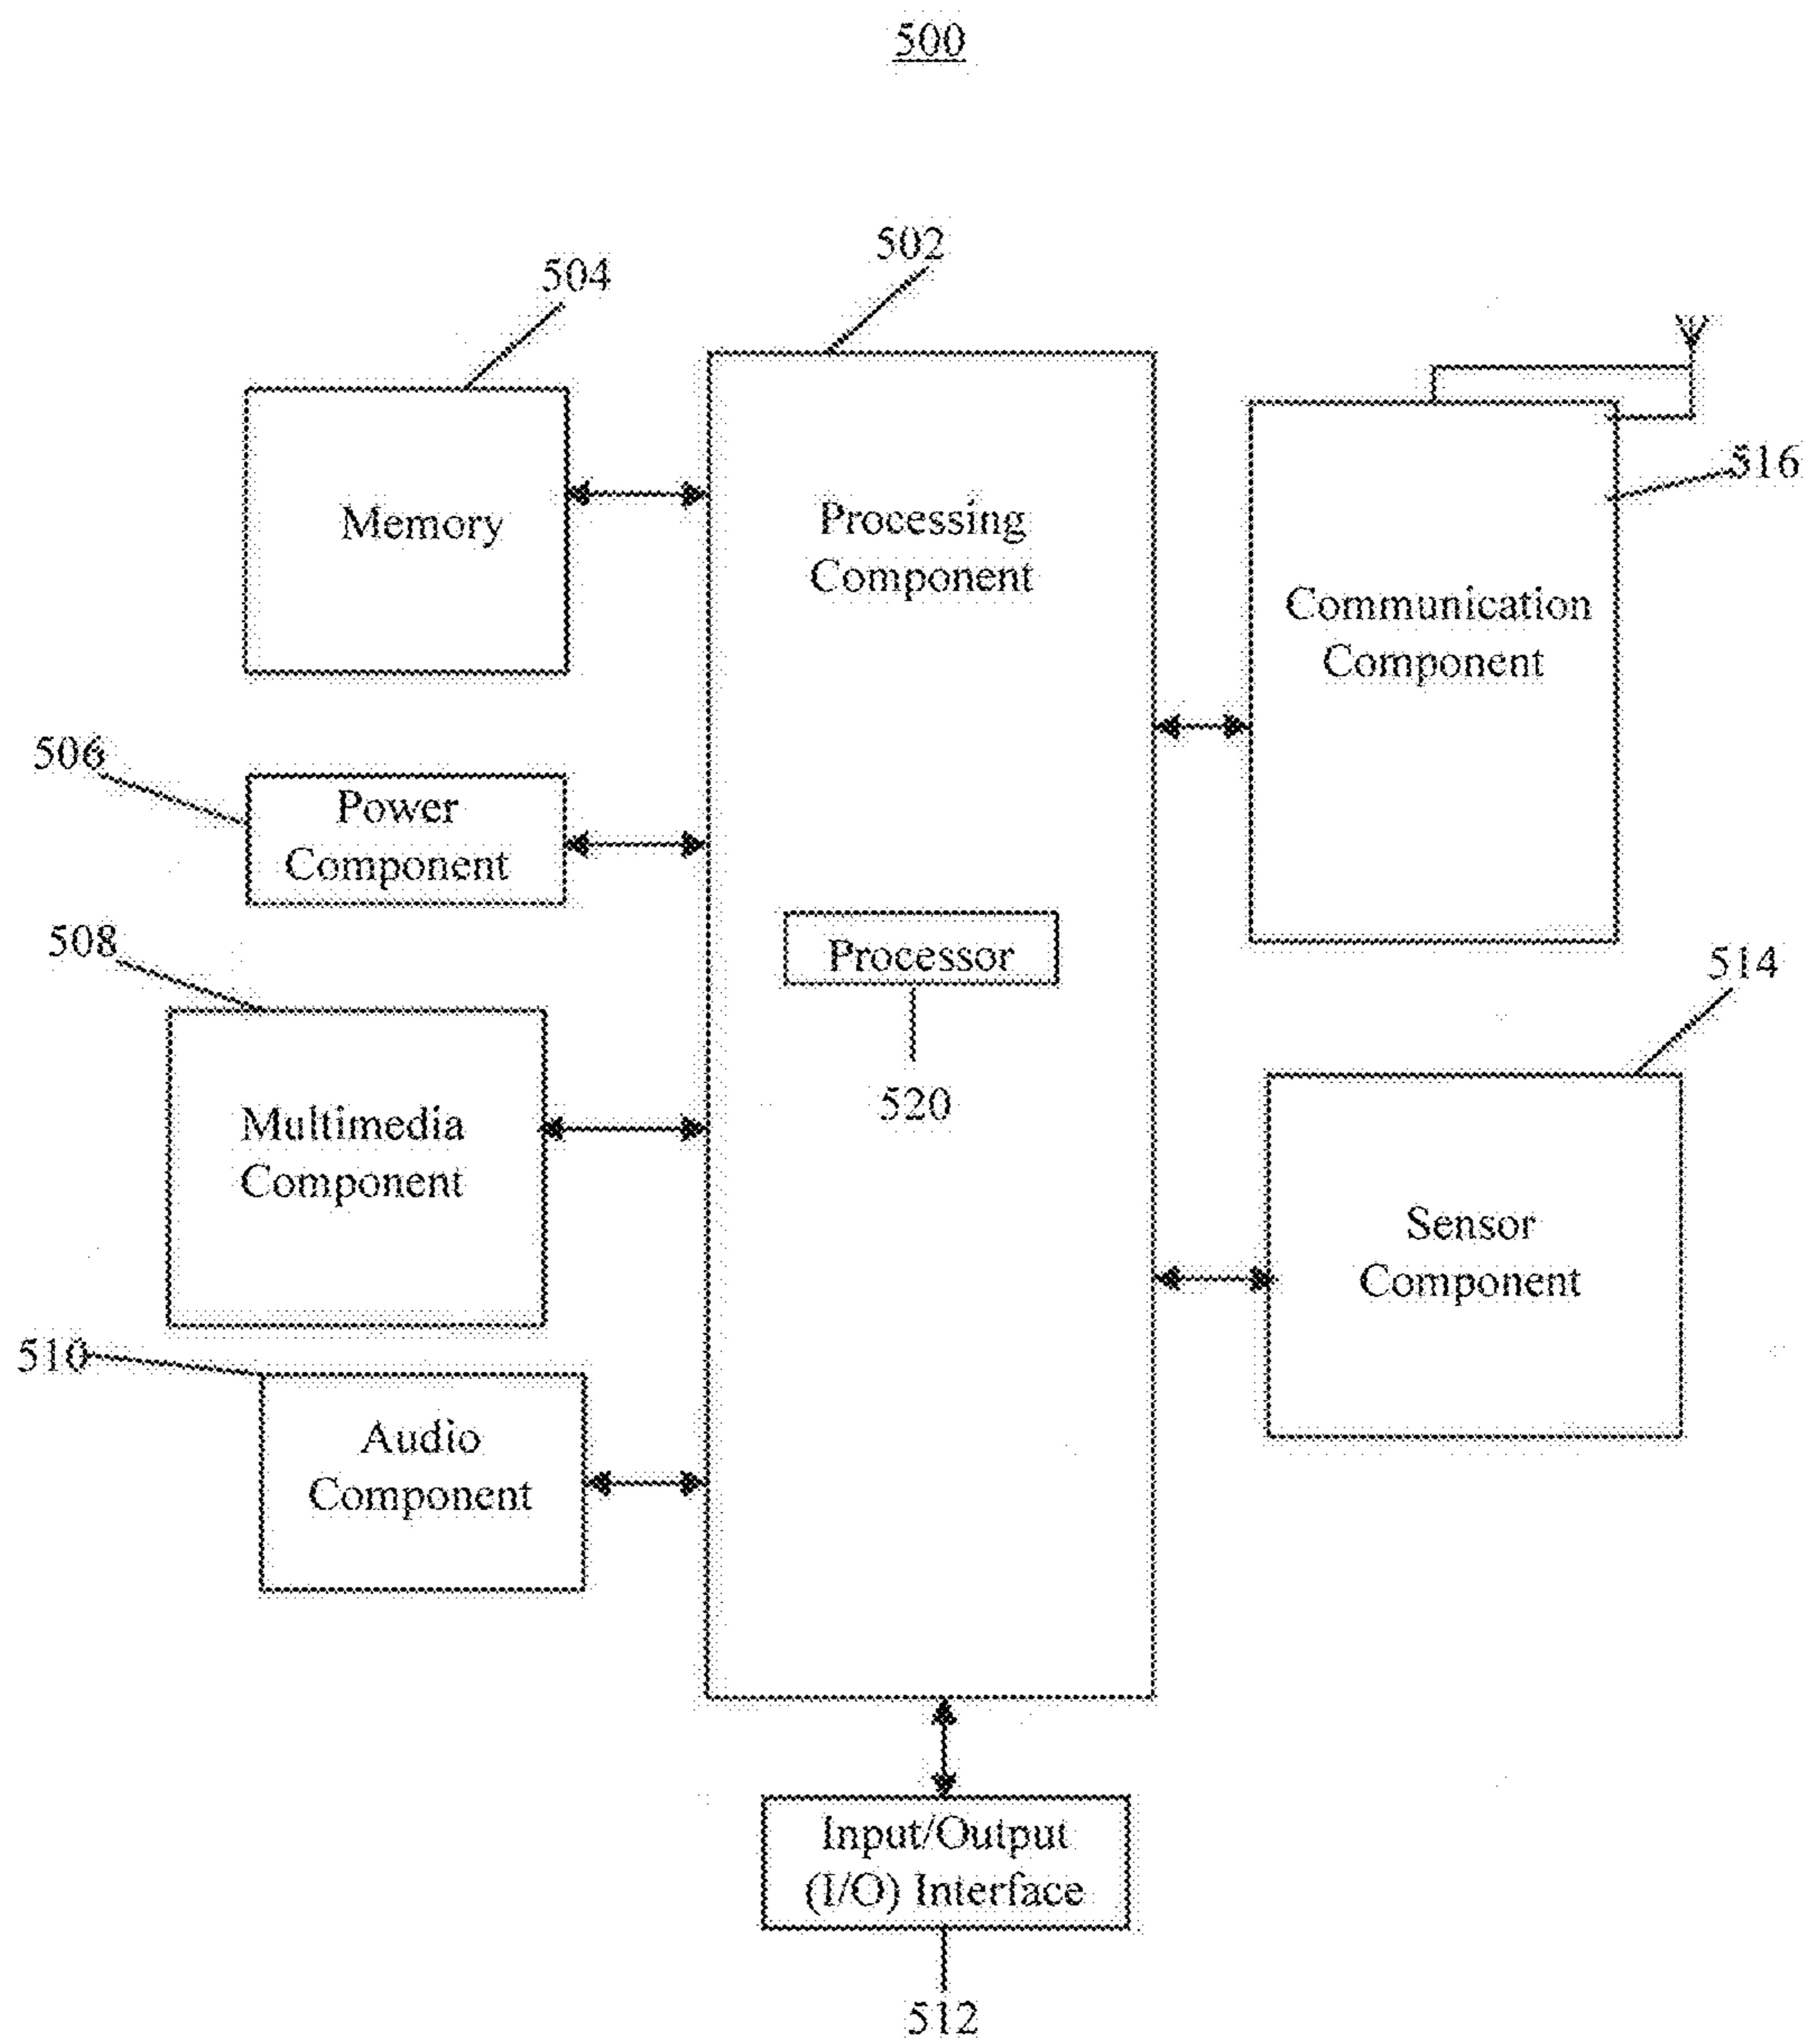 500
502
504
516
Memory
Processing
Component
Communication
Component
506
Power
Component
508
Processor
514
520
Multimedia
Component
Sensor
Component
510
Audio
Component
Input/Output
(I/O) Interface
512